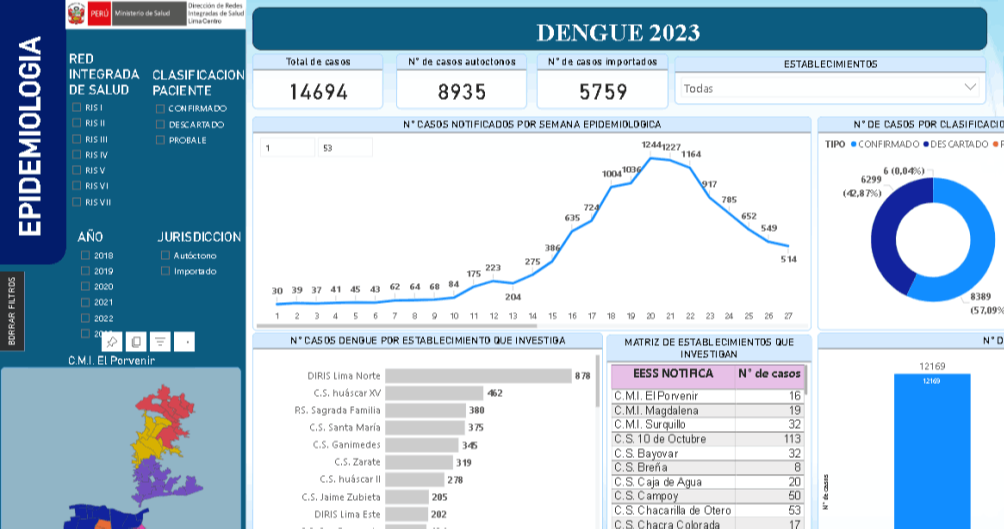 EPIDEMIOLOGIA
BORRAR FILTROS
PERÚ
Ministerio de Salud
Dirección de Redes
Integradas de Salud
Lima Centro
RED
INTEGRADA
DE SALUD
RIS I
RIS II
RIS III
RIS IV
RIS V
RIS VI
RIS VII
CLASIFICACION
PACIENTE
CONFIRMADO
DESCARTADO
PROBALE
AÑO
2018
2019
2020
2021
2022
JURISDICCION
Autóctono
Importado
C.M.I. El Porvenir
DENGUE 2023
Total de casos
14694
N° de casos autoctonos
8935
N° de casos importados
5759
ESTABLECIMIENTOS
Todas
N° CASOS NOTIFICADOS POR SEMANA EPIDEMIOLOGICA
1 53
30 39 37 41 45 43 62 64 68 84 175 223 204 275 386 635 724 1004 1036 1244 1227 1164 917 785 652 549 514
1 2 3 4 5 6 7 8 9 10 11 12 13 14 15 16 17 18 19 20 21 22 23 24 25 26 27
N° DE CASOS POR CLASIFICACIO
TIPO CONFIRMADO DESCARTADO
6 (0,04%)
6299
(42,87%)
8389
(57,09%
N° CASOS DENGUE POR ESTABLECIMIENTO QUE INVESTIGA
DIRIS Lima Norte 878
C.S. huáscar XV 462
P.S. Sagrada Familia 380
C.S. Santa María 375
C.S. Ganimedes 345
C.S. Zarate 319
C.S. huáscar II 278
C.S. Jaime Zubieta 205
DIRIS Lima Este 202
MATRIZ DE ESTABLECIMIENTOS QUE
INVESTIGAN
EESS NOTIFICA N° de casos
C.M.I. El Porvenir 16
C.M.I. Magdalena 19
C.M.I. Surquillo 32
C.S. 10 de Octubre 113
C.S. Bayovar 32
C.S. Breña 8
C.S. Caja de Agua 20
C.S. Campoy 50
C.S. Chacarilla de Otero 53
C.S. Chacra Colorada 17
N° D
12169
12169
N° de casos